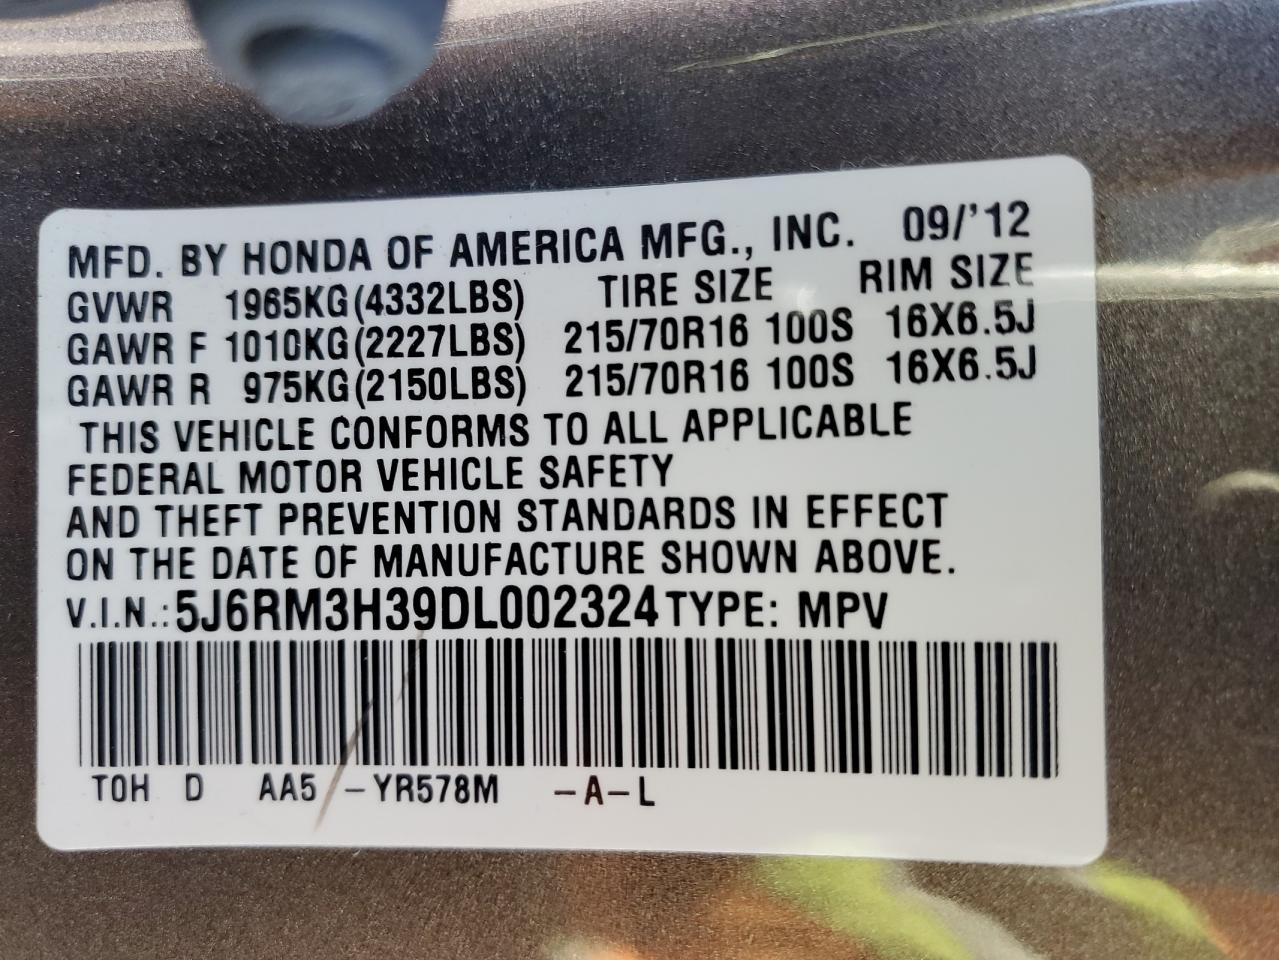 MFD. BY HONDA OF AMERICA MFG., INC. 09/'12
GVWR 1965KG(4332LBS) TIRE SIZE RIM SIZE
GAWR F 1010KG(2227LBS) 215/70R16 100S 16X6.5J
GAWR R 975KG(2150LBS) 215/70R16 100S 16X6.5J
THIS VEHICLE CONFORMS TO ALL APPLICABLE
FEDERAL MOTOR VEHICLE SAFETY
AND THEFT PREVENTION STANDARDS IN EFFECT
ON THE DATE OF MANUFACTURE SHOWN ABOVE.
V.I.N.: 5J6RM3H39DL002324 TYPE: MPV
TOH D AA5 -YR578M -A-L